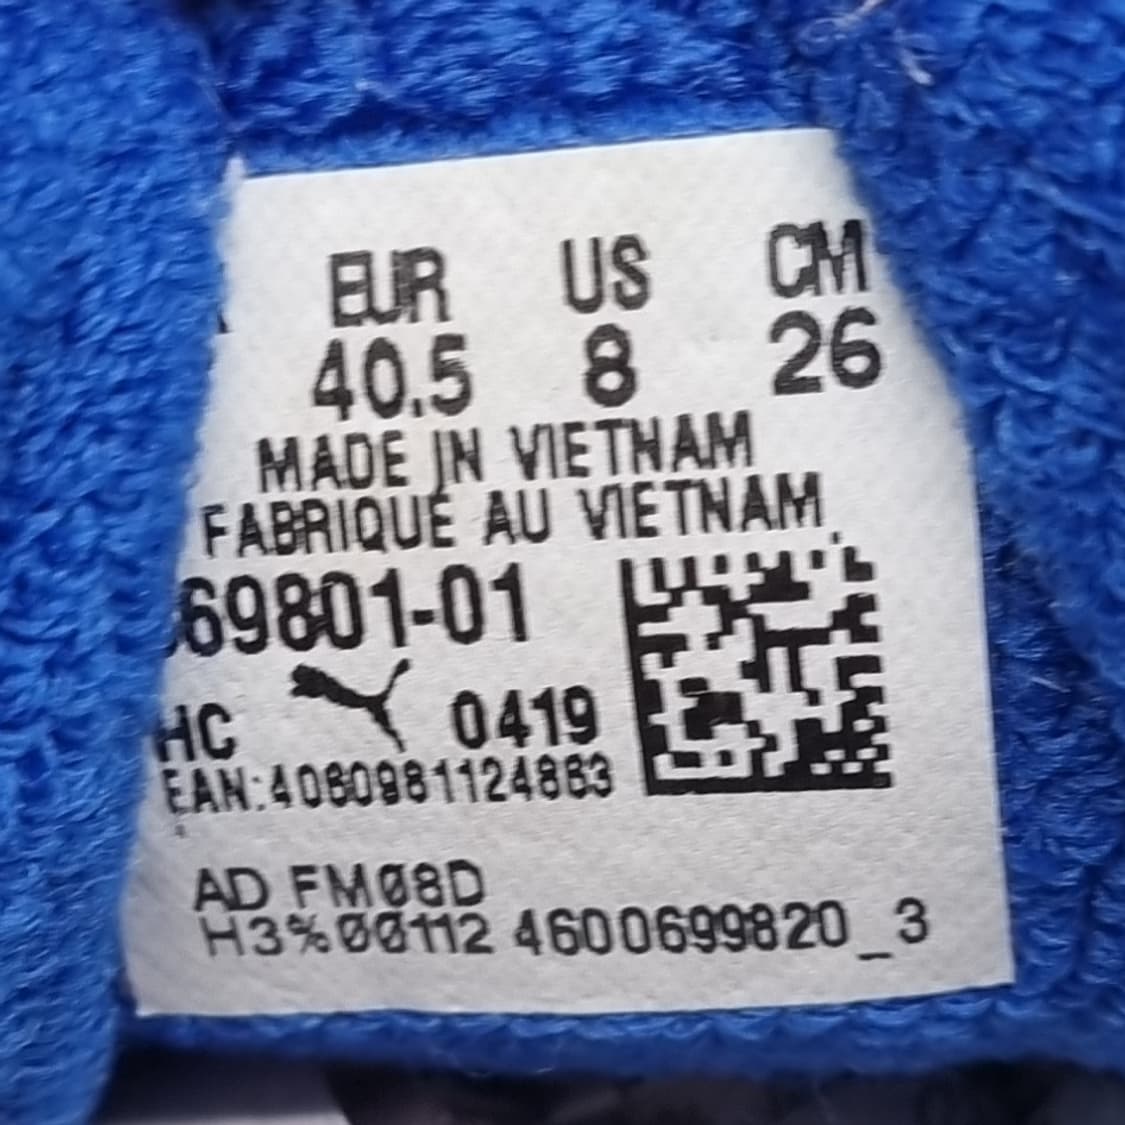 EUR US CM
40.5 8 26
MADE IN VIETNAM
FABRIQUÉ AU VIETNAM
69801-01
HC 0419
EAN:4060981124863
AD FM08D
H3%00112 4600699820_3